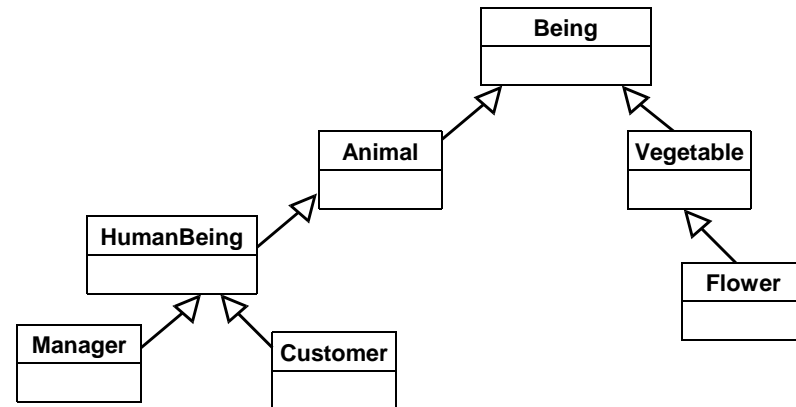 Being
Animal
Vegetable
HumanBeing
Flower
Manager
Customer